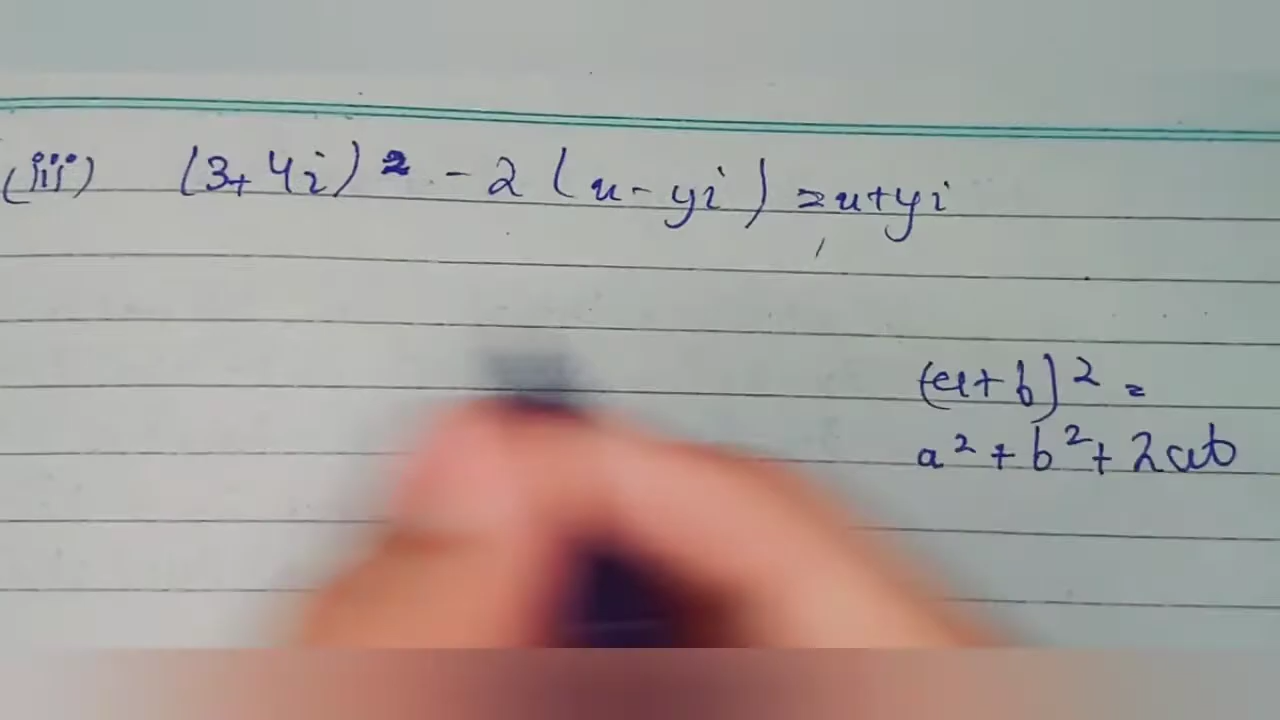 (iii) (3+4i)² - 2(x-yi) = x+yi
(a+b)² =
a²+b²+2ab